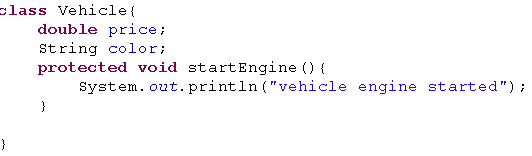 class Vehicle{
double price;
String color;
protected void startEngine(){
System.out.println("vehicle engine started");
}
}